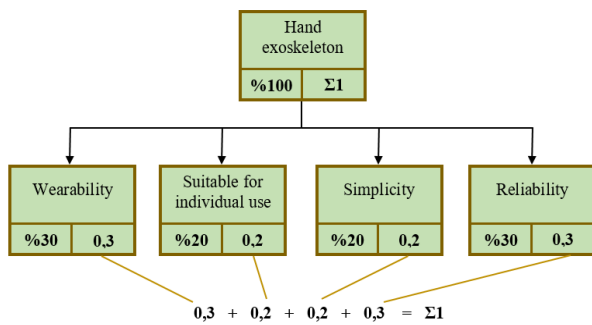 Hand
exoskeleton
%100 Σ1
Wearability
%30 0,3
Suitable for
individual use
%20 0,2
Simplicity
%20 0,2
Reliability
%30 0,3
0,3 + 0,2 + 0,2 + 0,3 = Σ1